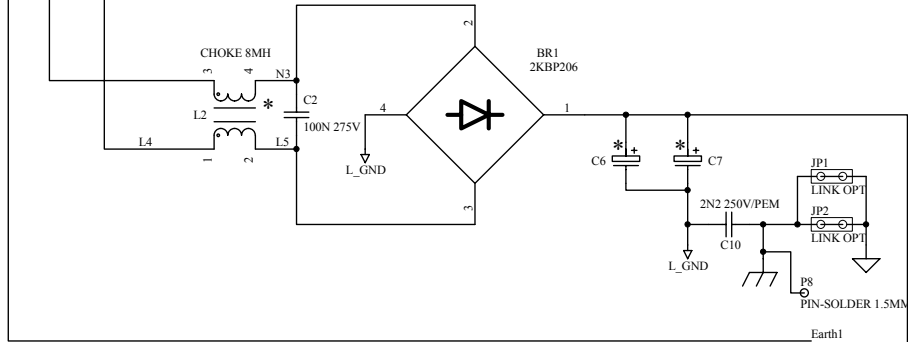 2
CHOKE 8MH
BR1
2KBP206
3
4
N3
C2
L2
*
100N 275V
4
1
L4
L5
1
2
L_GND
3
*
+
C6
*
+
C7
JP1
LINK OPT
2N2 250V/PEM
JP2
LINK OPT
C10
L_GND
P8
PIN-SOLDER 1.5MM
Earth1